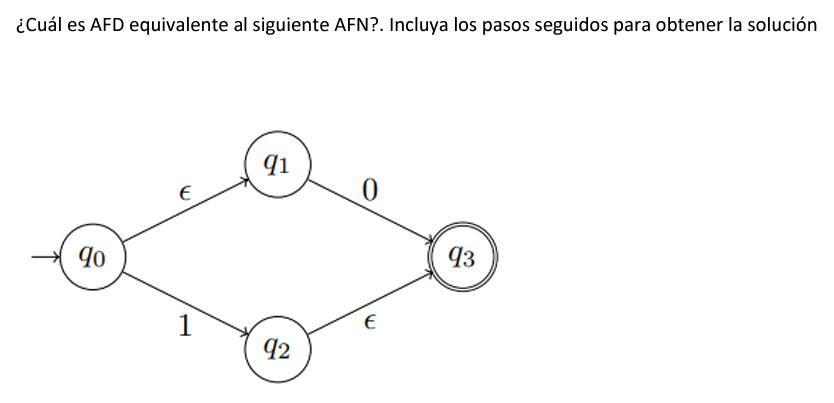 ¿Cuál es AFD equivalente al siguiente AFN?. Incluya los pasos seguidos para obtener la solución
q1
ϵ
0
q0
q3
1
ϵ
q2